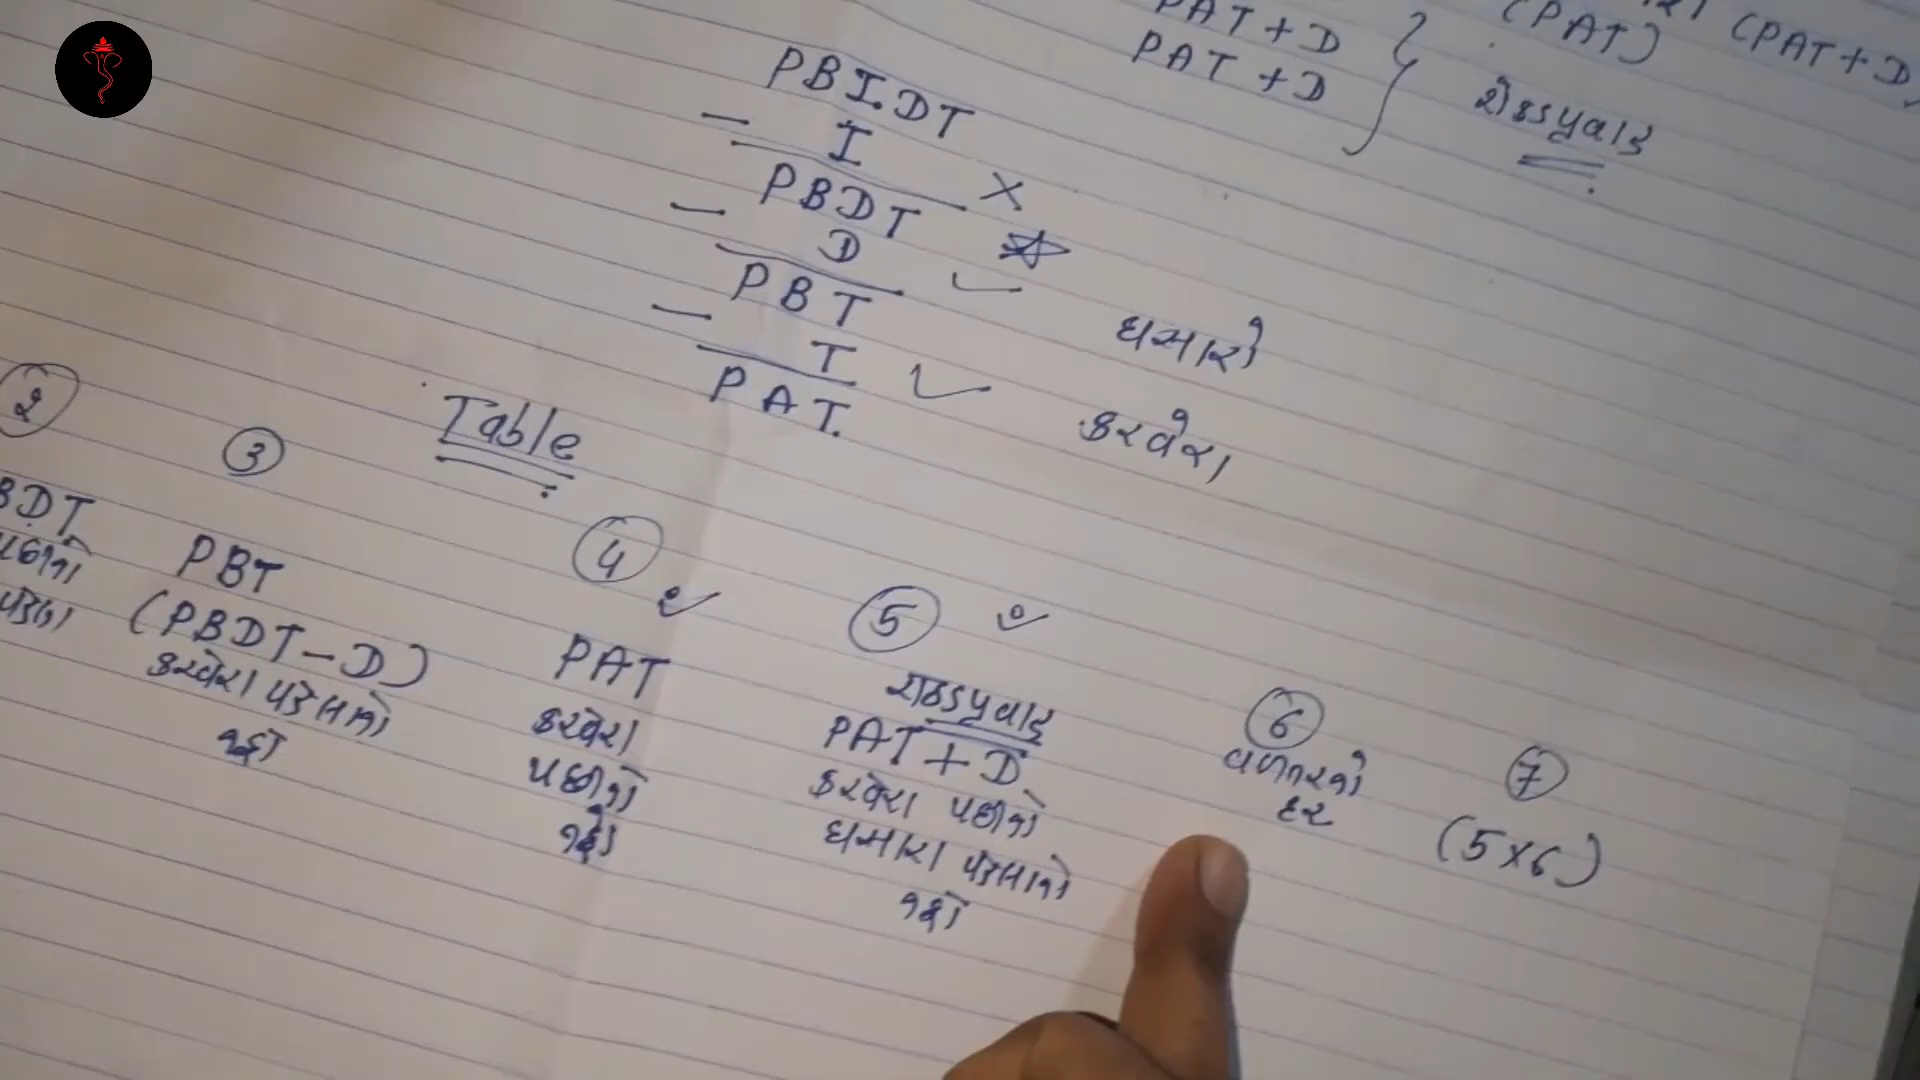 PAT + D
PAT + D
(PAT)
(PAT + D)
રોકડપ્રવાહ
PBIDT
- I
PBDT
- D
PBT
- T
PAT.
ઘસારો
કરવેરા
Table
2
BDT
પછીનો
3
PBT
(PBDT - D)
કરવેરા પહેલાનો
નફો
4
PAT
કરવેરા
પછીનો
નફો
5
રોકડપ્રવાહ
PAT + D
કરવેરા પછીનો
ઘસારા પહેલાનો
નફો
6
વળતરનો
દર
7
(5×6)